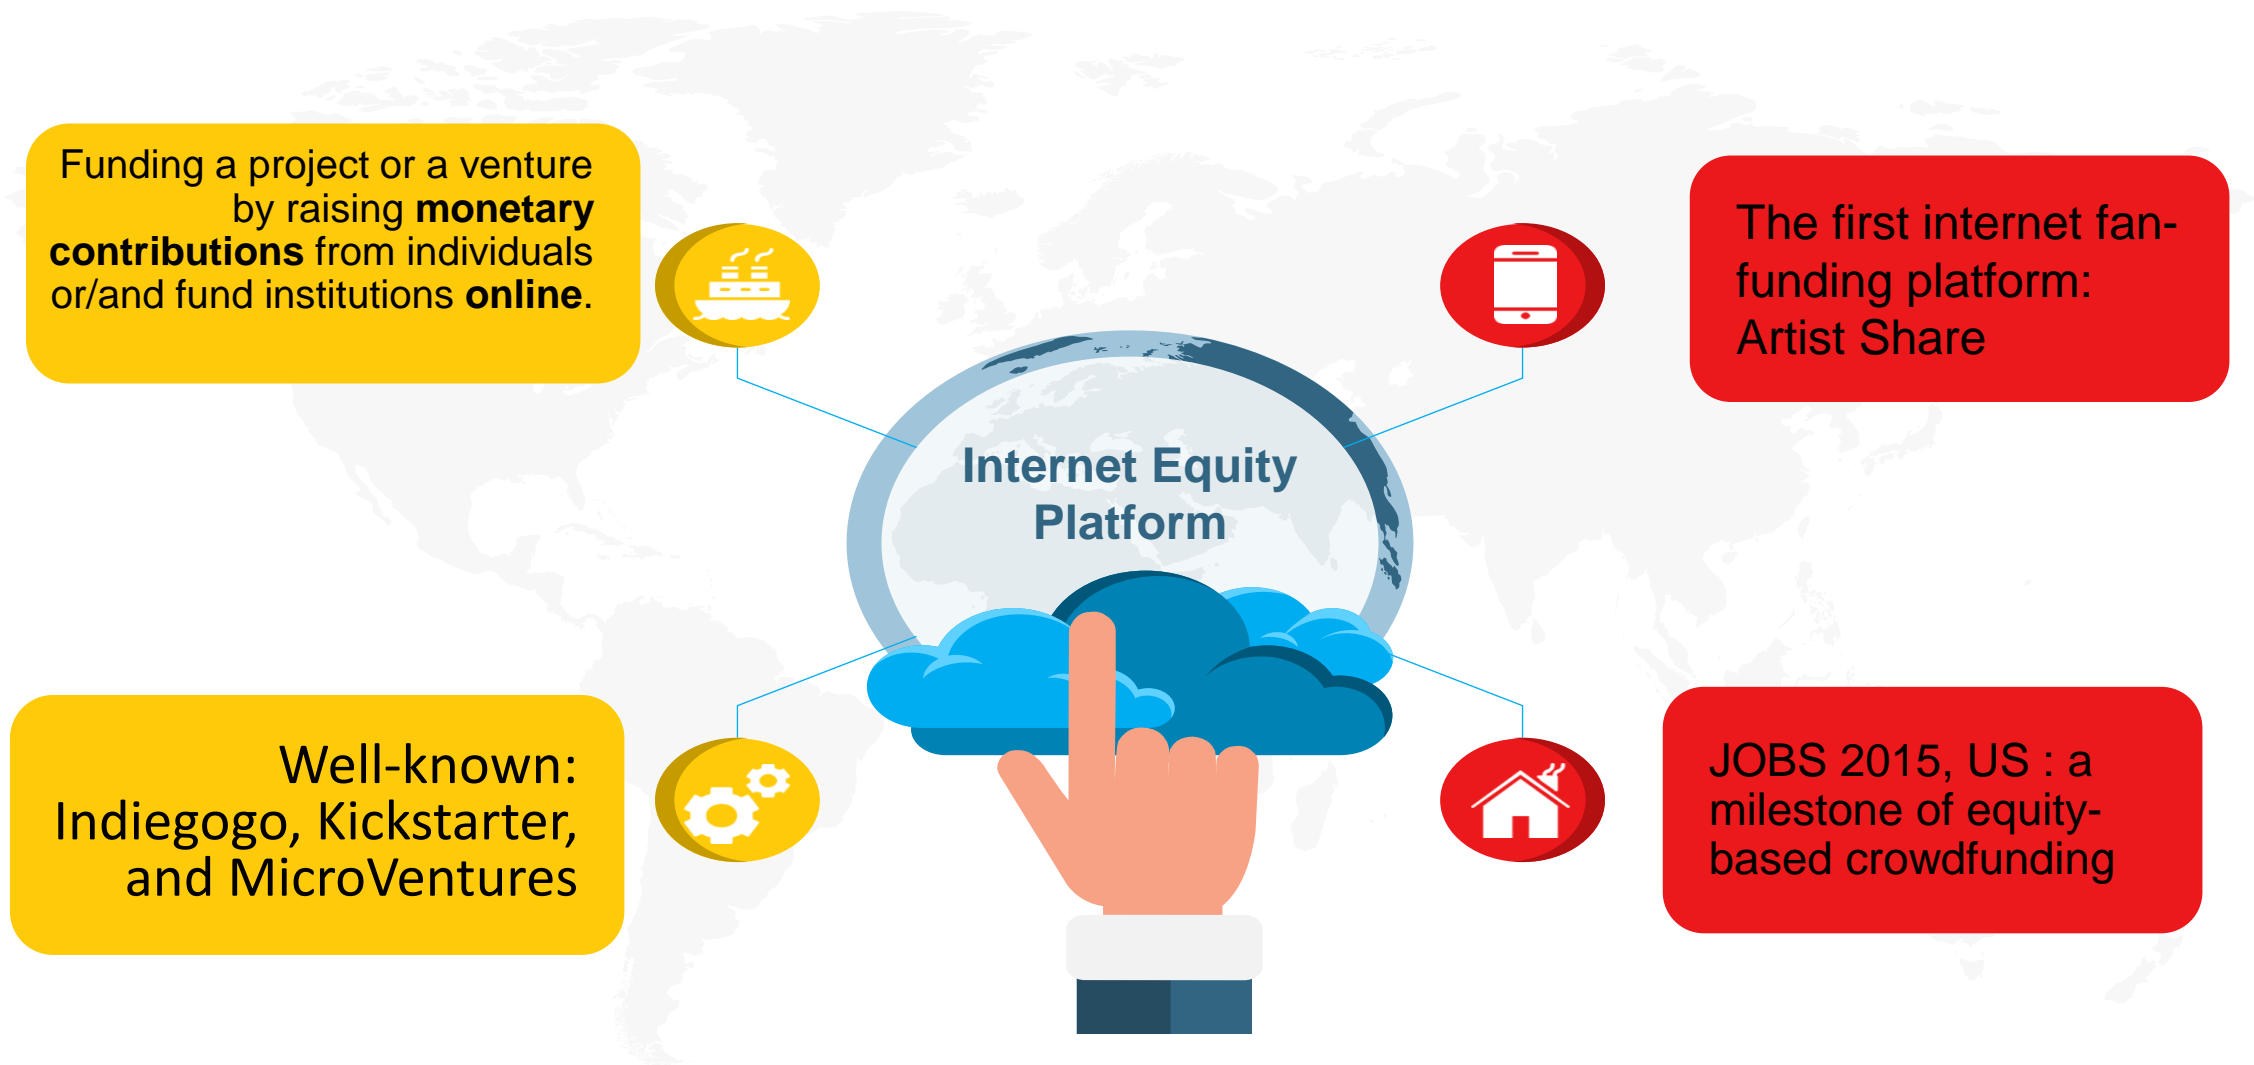 Funding a project or a venture
by raising monetary
contributions from individuals
or/and fund institutions online.
The first internet fan-
funding platform:
Artist Share
Internet Equity
Platform
Well-known:
Indiegogo, Kickstarter,
and MicroVentures
JOBS 2015, US : a
milestone of equity-
based crowdfunding